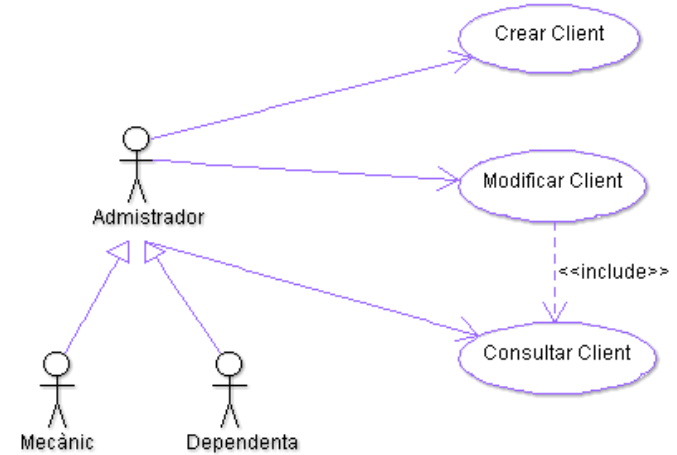 Crear Client
Modificar Client
Admistrador
<<include>>
Consultar Client
Mecànic
Dependenta